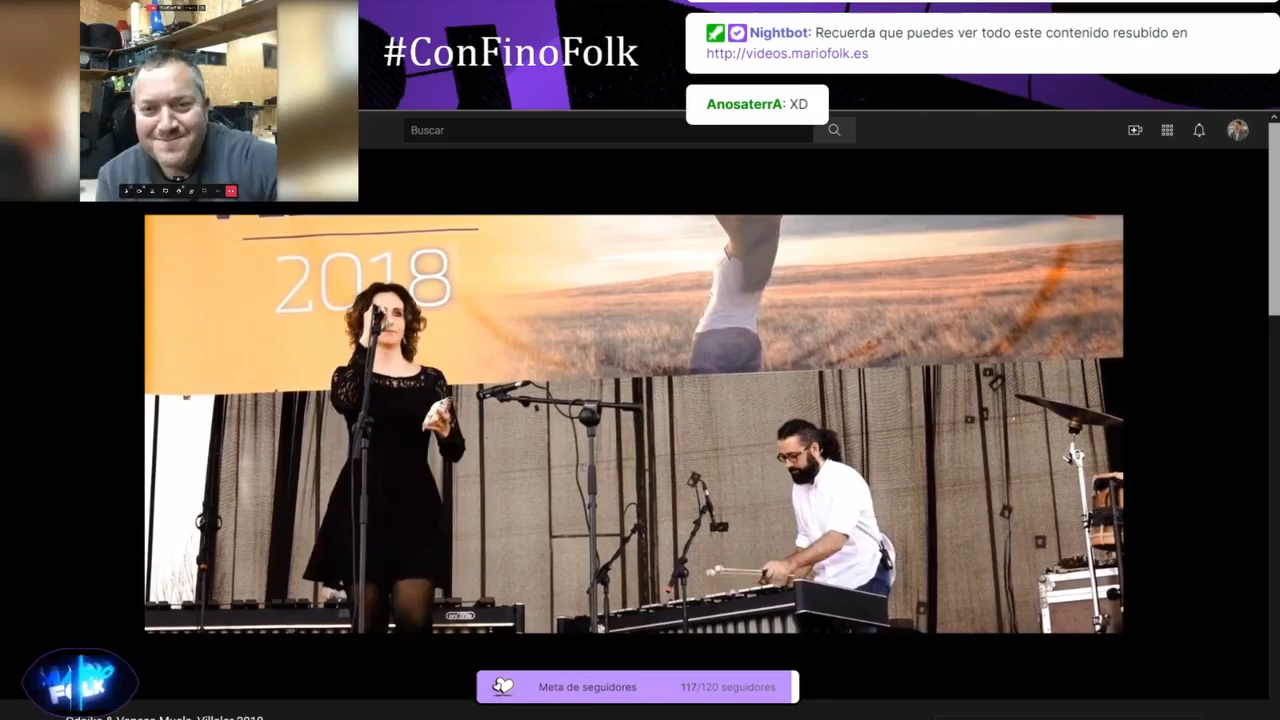 #ConFinoFolk
Nightbot: Recuerda que puedes ver todo este contenido resubido en
http://videos.mariofolk.es
AnosaterrA: XD
Buscar
2018
FOLK
Meta de seguidores 117/120 seguidores